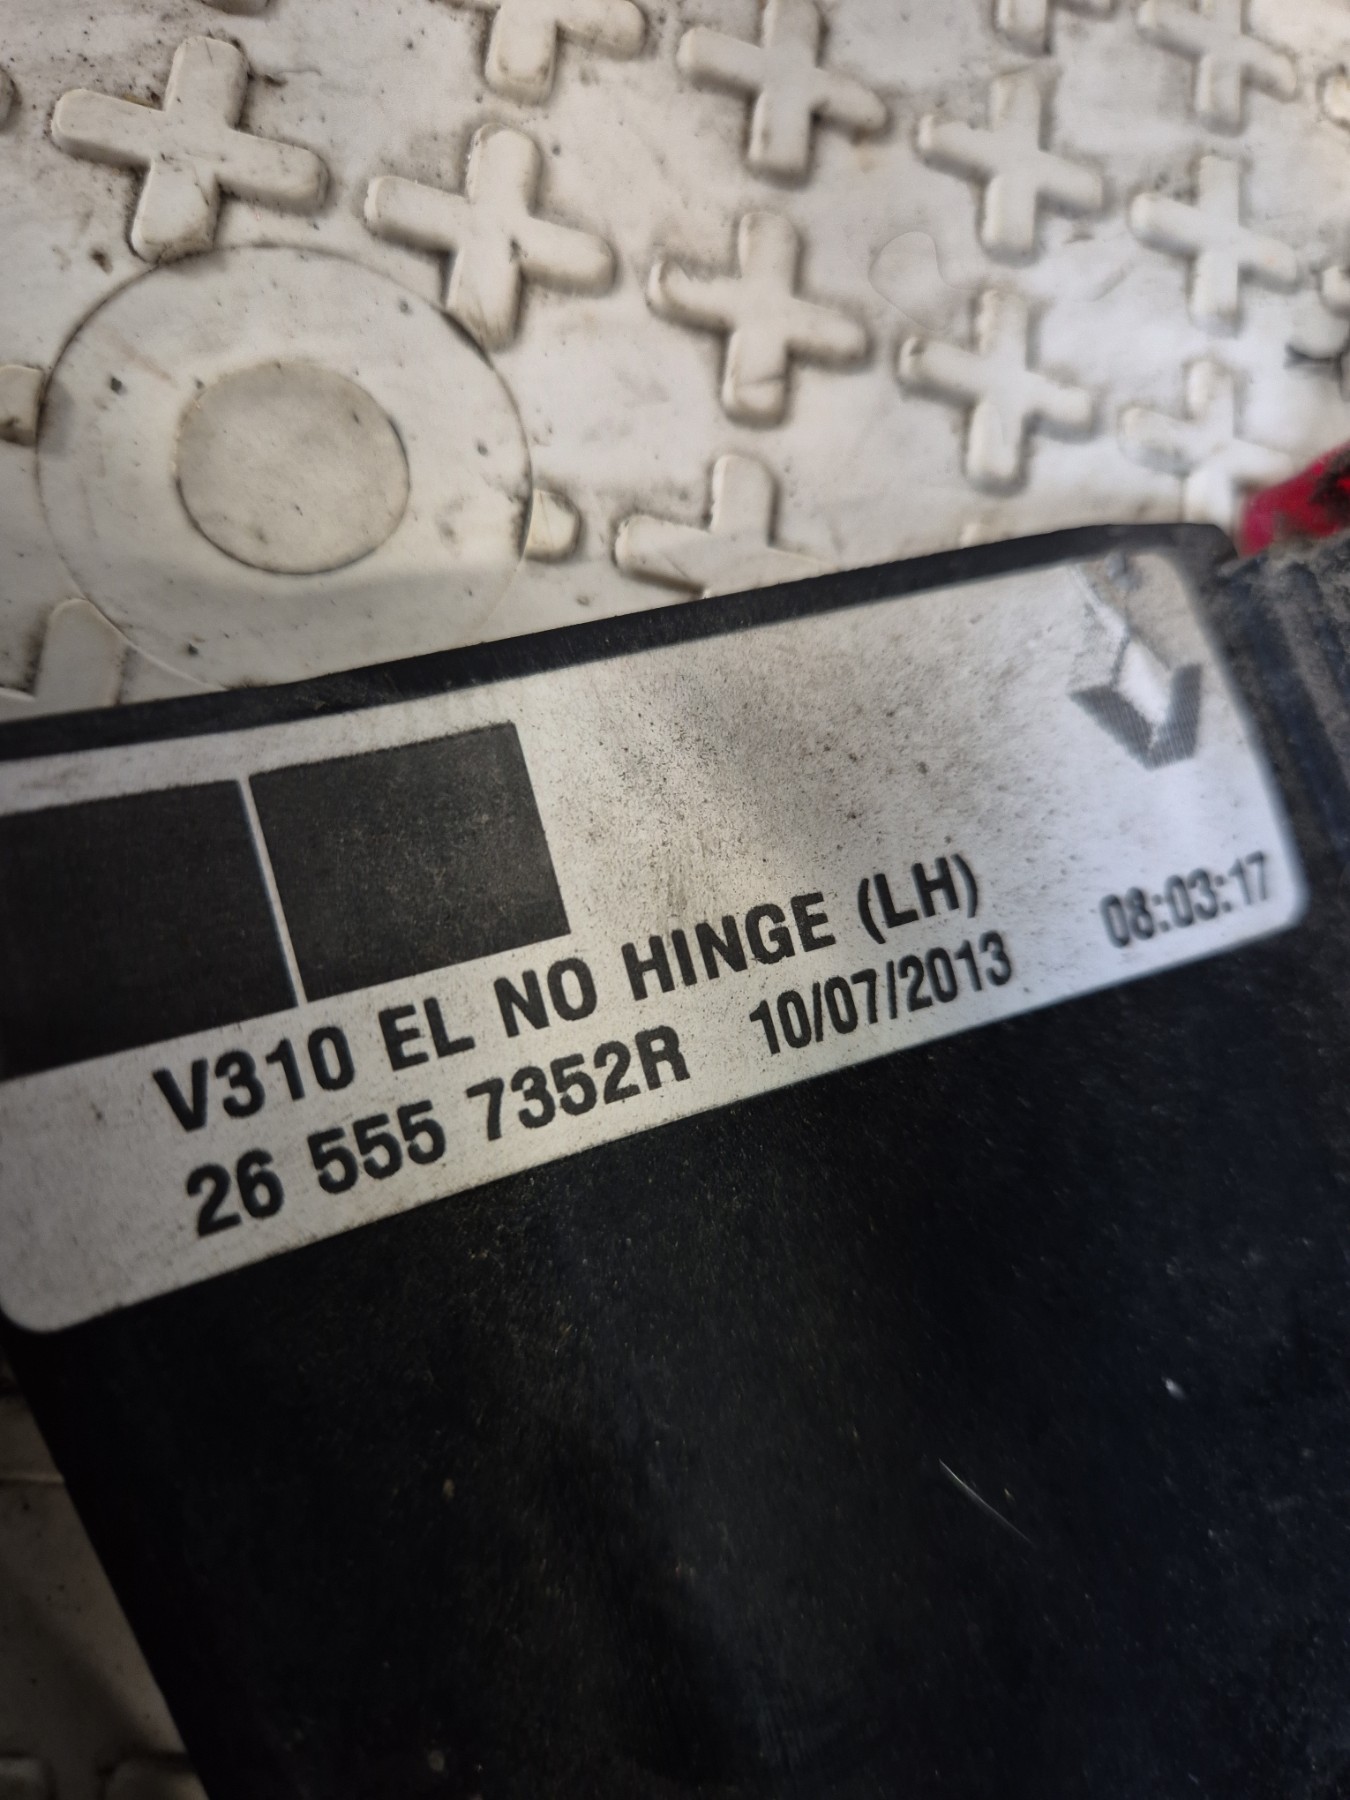 V310 EL NO HINGE (LH)
26 555 7352R 10/07/2013 08:03:17